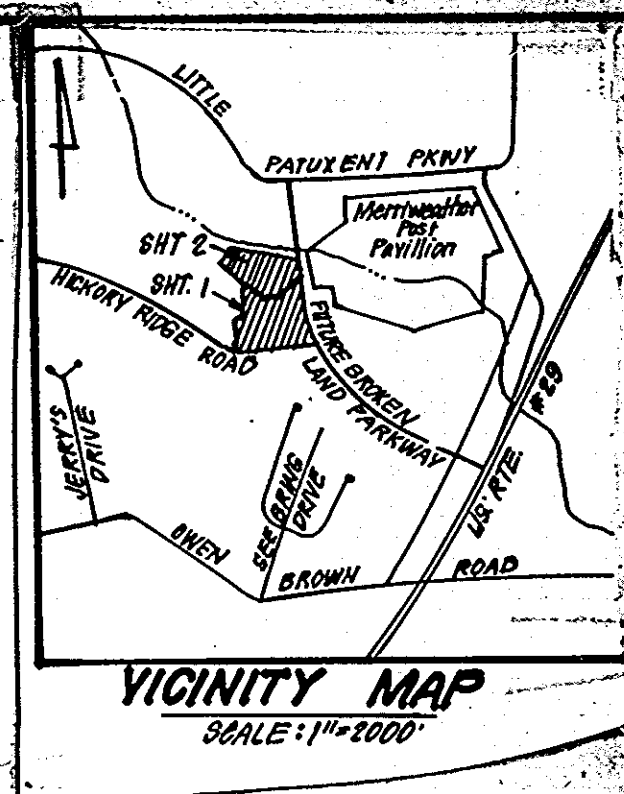 LITTLE
PATUXENT PKWY
Merriweather
Post
Pavillion
SHT 2
SHT. 1
HICKORY RIDGE ROAD
FUTURE BROKEN
LAND PARKWAY
JERRY'S
DRIVE
SEE BRING
DRIVE
#29
U.S. RTE.
OWEN
BROWN
ROAD
VICINITY MAP
SCALE: 1"=2000'